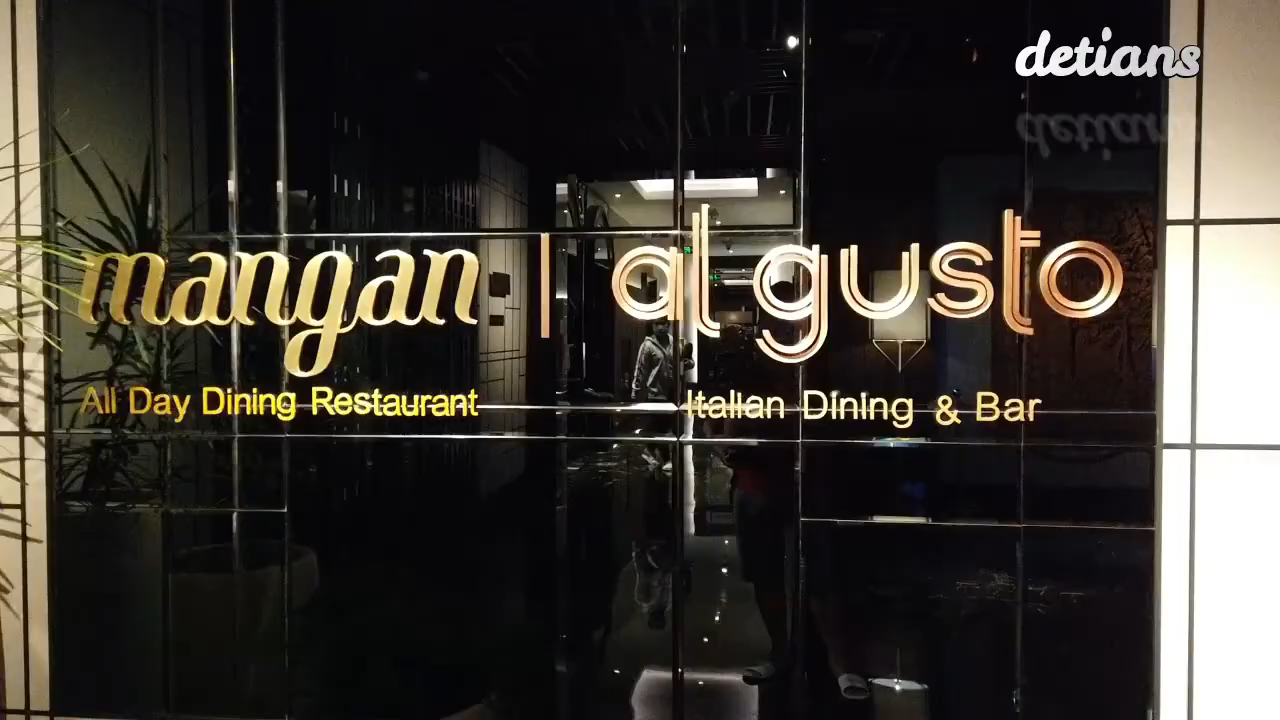 detians
mangan | al gusto
All Day Dining Restaurant
Italian Dining & Bar